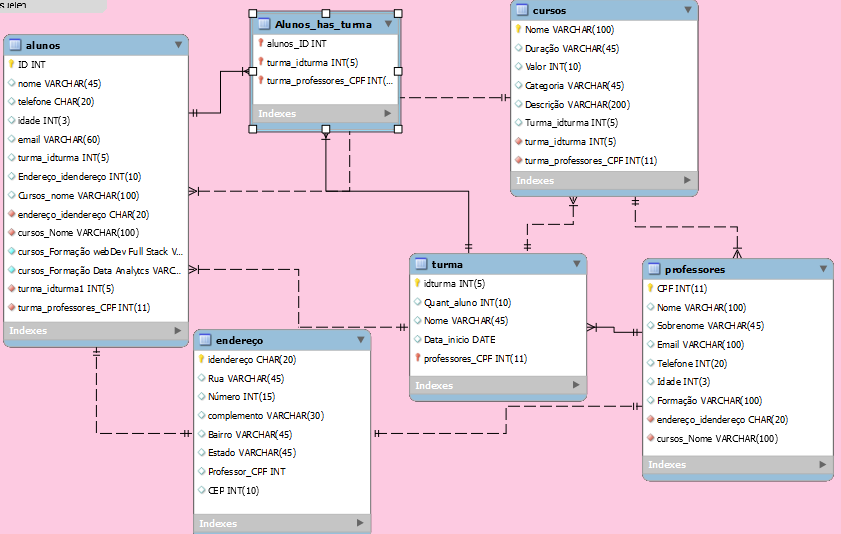 suelen
alunos
ID INT
nome VARCHAR(45)
telefone CHAR(20)
idade INT(3)
email VARCHAR(60)
turma_idturma INT(5)
Endereço_idendereço INT(10)
Cursos_nome VARCHAR(100)
endereço_idendereço CHAR(20)
cursos_Nome VARCHAR(100)
cursos_Formação webDev Full Stack V...
cursos_Formação Data Analytcs VARC...
turma_idturma1 INT(5)
turma_professores_CPF INT(11)
Indexes
Alunos_has_turma
alunos_ID INT
turma_idturma INT(5)
turma_professores_CPF INT(...
Indexes
cursos
Nome VARCHAR(100)
Duração VARCHAR(45)
Valor INT(10)
Categoria VARCHAR(45)
Descrição VARCHAR(200)
Turma_idturma INT(5)
turma_idturma INT(5)
turma_professores_CPF INT(11)
Indexes
turma
idturma INT(5)
Quant_aluno INT(10)
Nome VARCHAR(45)
Data_inicio DATE
professores_CPF INT(11)
Indexes
professores
CPF INT(11)
Nome VARCHAR(100)
Sobrenome VARCHAR(45)
Email VARCHAR(100)
Telefone INT(20)
Idade INT(3)
Formação VARCHAR(100)
endereço_idendereço CHAR(20)
cursos_Nome VARCHAR(100)
Indexes
endereço
idendereço CHAR(20)
Rua VARCHAR(45)
Número INT(15)
complemento VARCHAR(30)
Bairro VARCHAR(45)
Estado VARCHAR(45)
Professor_CPF INT
CEP INT(10)
Indexes